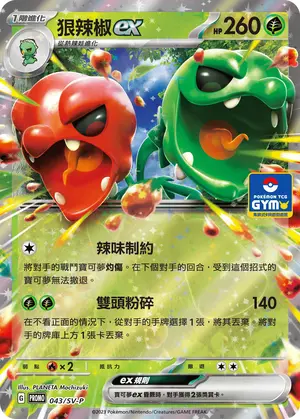 1階進化
狠辣椒ex
HP 260
從熱辣娃進化
POKÉMON TCG
GYM
辣味制約
將對手的戰鬥寶可夢灼傷。在下個對手的回合，受到這個招式的寶可夢無法撤退。
雙頭粉碎 140
在不看正面的情況下，從對手的手牌選擇1張，將其丟棄。將對手的牌庫上方1張卡丟棄。
弱點 ×2 抵抗力 撤退
Illus. PLANETA Mochizuki
G PROMO 043/SV-P
ex規則
寶可夢ex昏厥時，對手獲得2張獎賞卡。
©2023 Pokémon/Nintendo/Creatures/GAME FREAK.